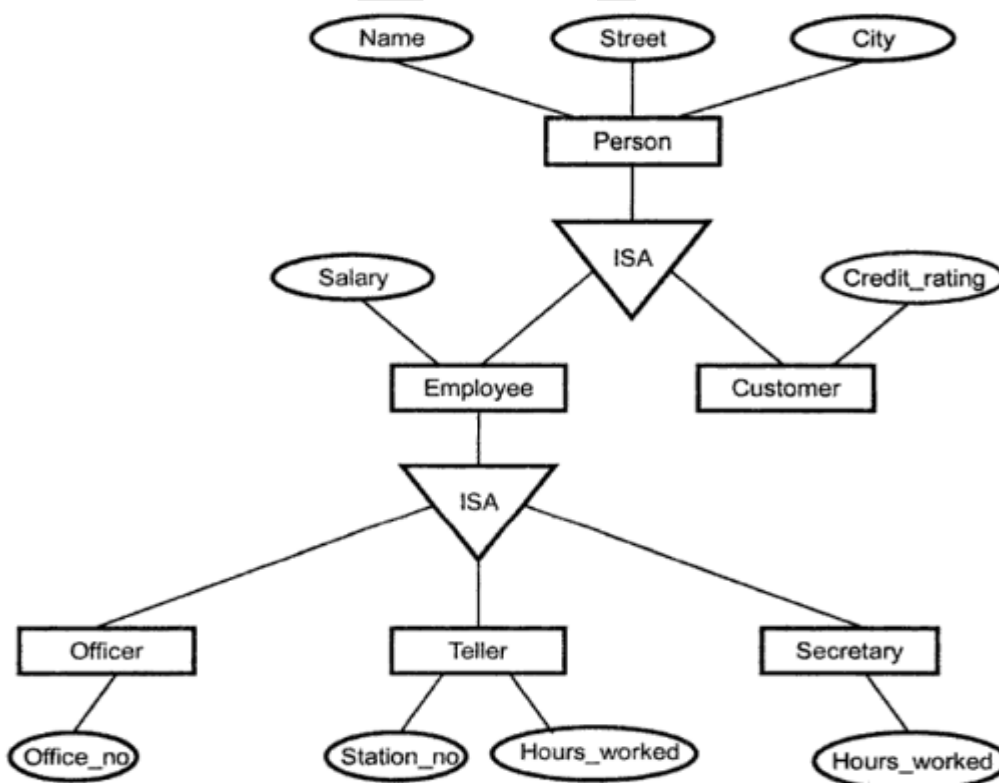 Name
Street
City
Person
ISA
Salary
Credit_rating
Employee
Customer
ISA
Officer
Teller
Secretary
Office_no
Station_no
Hours_worked
Hours_worked